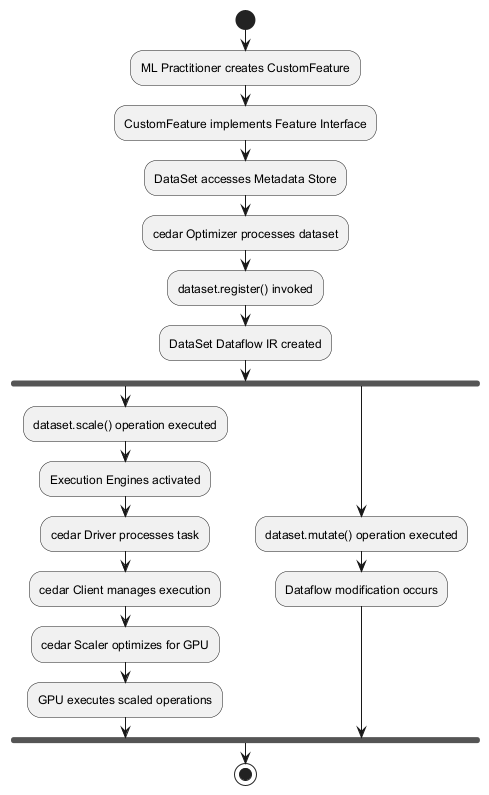 ML Practitioner creates CustomFeature
CustomFeature implements Feature Interface
DataSet accesses Metadata Store
cedar Optimizer processes dataset
dataset.register() invoked
DataSet Dataflow IR created
dataset.scale() operation executed
Execution Engines activated
cedar Driver processes task
cedar Client manages execution
cedar Scaler optimizes for GPU
GPU executes scaled operations
dataset.mutate() operation executed
Dataflow modification occurs